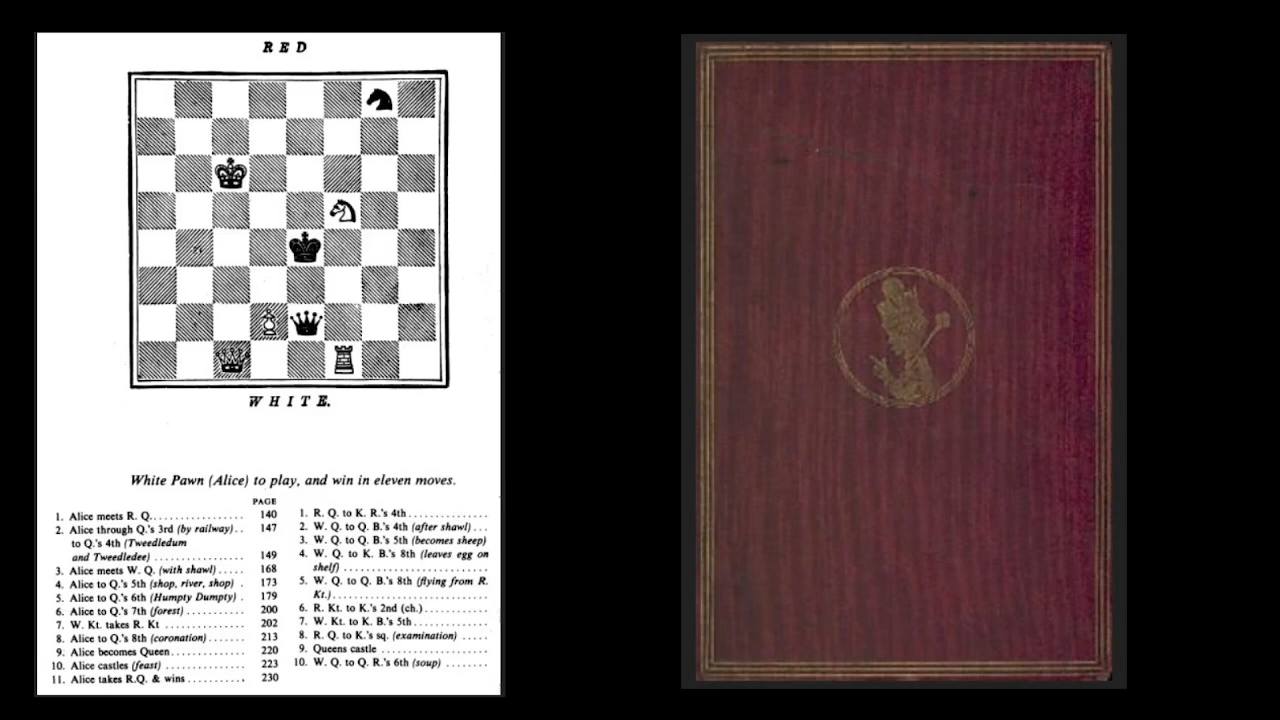 RED
WHITE.
White Pawn (Alice) to play, and win in eleven moves.
PAGE
1. Alice meets R. Q.................. 140
2. Alice through Q.'s 3rd (by railway).. 147
to Q.'s 4th (Tweedledum
and Tweedledee) .................. 149
3. Alice meets W. Q. (with shawl)..... 168
4. Alice to Q.'s 5th (shop, river, shop) . 173
5. Alice to Q.'s 6th (Humpty Dumpty) . 179
6. Alice to Q.'s 7th (forest) ........... 200
7. W. Kt. takes R. Kt ................ 202
8. Alice to Q.'s 8th (coronation)....... 213
9. Alice becomes Queen.............. 220
10. Alice castles (feast) ............... 223
11. Alice takes R.Q. & wins .......... 230
1. R. Q. to K. R.'s 4th...............
2. W. Q. to Q. B.'s 4th (after shawl) ...
3. W. Q. to Q. B.'s 5th (becomes sheep)
4. W. Q. to K. B.'s 8th (leaves egg on
shelf) ............................
5. W. Q. to Q. B.'s 8th (flying from R.
Kt.)..............................
6. R. Kt. to K.'s 2nd (ch.)............
7. W. Kt. to K. B.'s 5th..............
8. R. Q. to K.'s sq. (examination) .....
9. Queens castle ....................
10. W. Q. to Q. R.'s 6th (soup) ........